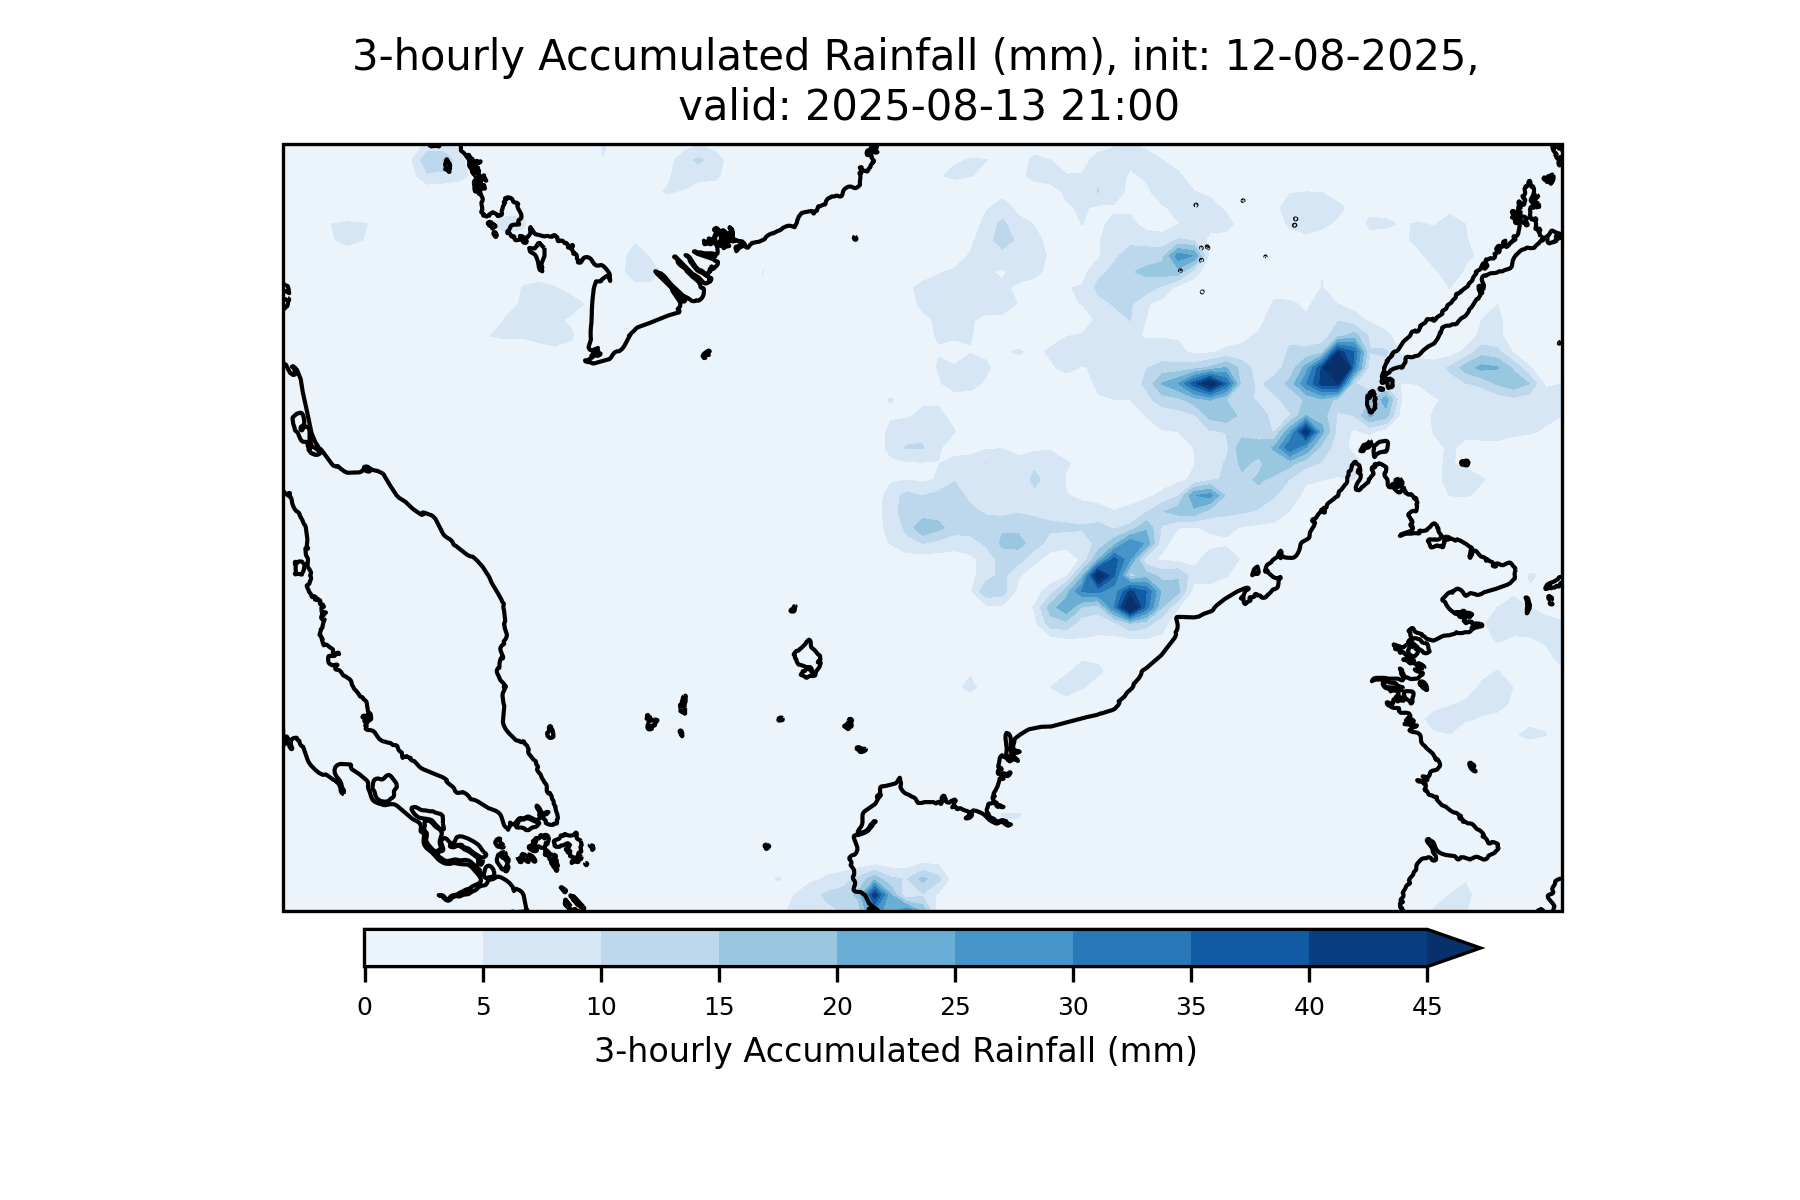 3-hourly Accumulated Rainfall (mm), init: 12-08-2025,
valid: 2025-08-13 21:00
0 5 10 15 20 25 30 35 40 45
3-hourly Accumulated Rainfall (mm)